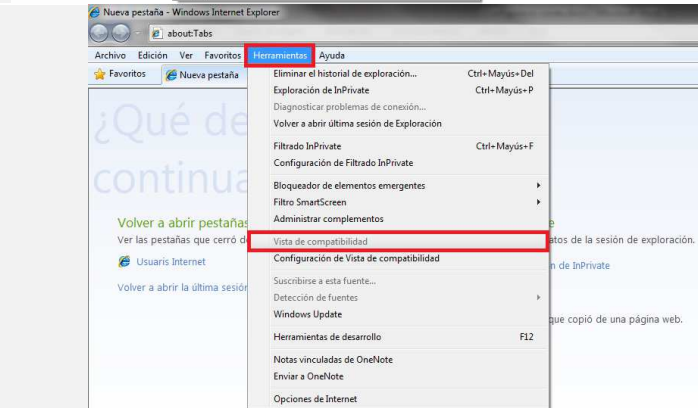 Nueva pestaña - Windows Internet Explorer
about:Tabs
Archivo Edición Ver Favoritos Herramientas Ayuda
Favoritos Nueva pestaña
Eliminar el historial de exploración... Ctrl+Mayús+Del
Exploración de InPrivate Ctrl+Mayús+P
Diagnosticar problemas de conexión...
Volver a abrir última sesión de Exploración
Filtrado InPrivate Ctrl+Mayús+F
Configuración de Filtrado InPrivate
Bloqueador de elementos emergentes
Filtro SmartScreen
Administrar complementos
Vista de compatibilidad
Configuración de Vista de compatibilidad
Suscribirse a esta fuente...
Detección de fuentes
Windows Update
Herramientas de desarrollo F12
Notas vinculadas de OneNote
Enviar a OneNote
Opciones de Internet
¿Qué de
continua
Volver a abrir pestañas
Ver las pestañas que cerró d
Usuaris Internet
Volver a abrir la última sesión
atos de la sesión de exploración.
n de InPrivate
que copió de una página web.